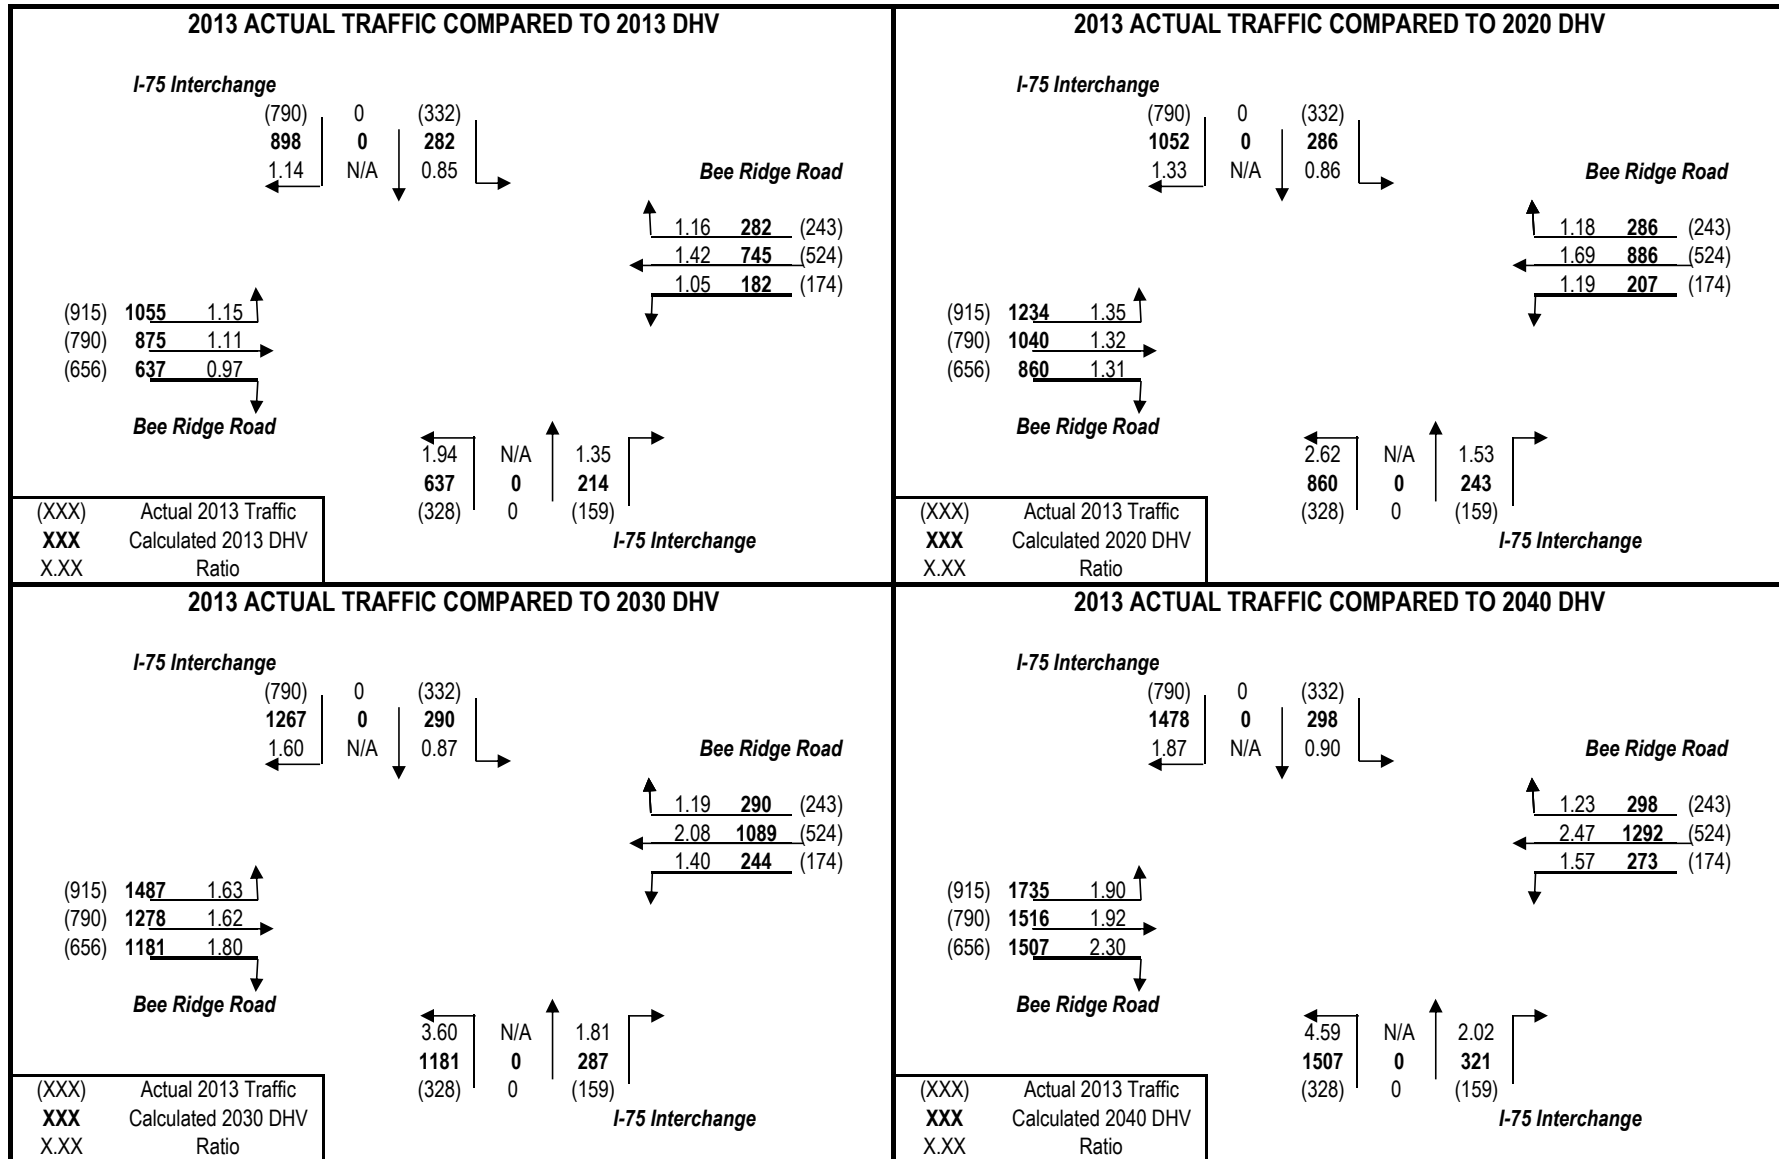 2013 ACTUAL TRAFFIC COMPARED TO 2013 DHV
I-75 Interchange
(790) 0 (332)
898 0 282
1.14 N/A 0.85
Bee Ridge Road
1.16 282 (243)
1.42 745 (524)
1.05 182 (174)
(915) 1055 1.15
(790) 875 1.11
(656) 637 0.97
Bee Ridge Road
1.94 N/A 1.35
637 0 214
(328) 0 (159)
I-75 Interchange
(XXX) Actual 2013 Traffic
XXX Calculated 2013 DHV
X.XX Ratio
2013 ACTUAL TRAFFIC COMPARED TO 2020 DHV
I-75 Interchange
(790) 0 (332)
1052 0 286
1.33 N/A 0.86
Bee Ridge Road
1.18 286 (243)
1.69 886 (524)
1.19 207 (174)
(915) 1234 1.35
(790) 1040 1.32
(656) 860 1.31
Bee Ridge Road
2.62 N/A 1.53
860 0 243
(328) 0 (159)
I-75 Interchange
(XXX) Actual 2013 Traffic
XXX Calculated 2020 DHV
X.XX Ratio
2013 ACTUAL TRAFFIC COMPARED TO 2030 DHV
I-75 Interchange
(790) 0 (332)
1267 0 290
1.60 N/A 0.87
Bee Ridge Road
1.19 290 (243)
2.08 1089 (524)
1.40 244 (174)
(915) 1487 1.63
(790) 1278 1.62
(656) 1181 1.80
Bee Ridge Road
3.60 N/A 1.81
1181 0 287
(328) 0 (159)
I-75 Interchange
(XXX) Actual 2013 Traffic
XXX Calculated 2030 DHV
X.XX Ratio
2013 ACTUAL TRAFFIC COMPARED TO 2040 DHV
I-75 Interchange
(790) 0 (332)
1478 0 298
1.87 N/A 0.90
Bee Ridge Road
1.23 298 (243)
2.47 1292 (524)
1.57 273 (174)
(915) 1735 1.90
(790) 1516 1.92
(656) 1507 2.30
Bee Ridge Road
4.59 N/A 2.02
1507 0 321
(328) 0 (159)
I-75 Interchange
(XXX) Actual 2013 Traffic
XXX Calculated 2040 DHV
X.XX Ratio